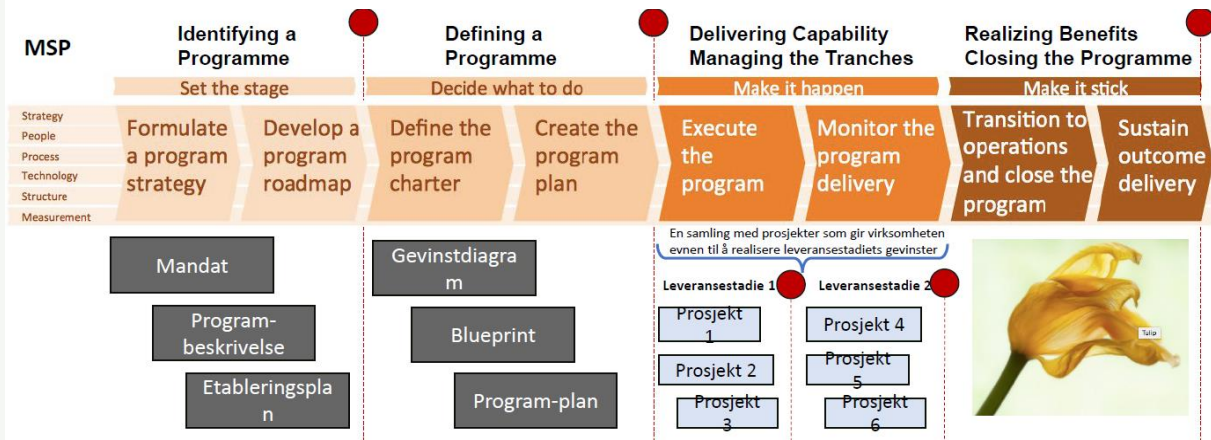 MSP
Identifying a
Programme
Defining a
Programme
Delivering Capability
Managing the Tranches
Realizing Benefits
Closing the Programme
Set the stage
Decide what to do
Make it happen
Make it stick
Strategy
People
Process
Technology
Structure
Measurement
Formulate
a program
strategy
Develop a
program
roadmap
Define the
program
charter
Create the
program
plan
Execute
the
program
Monitor the
program
delivery
Transition to
operations
and close the
program
Sustain
outcome
delivery
Mandat
Program-
beskrivelse
Etableringspla
n
Gevinstdiagra
m
Blueprint
Program-plan
En samling med prosjekter som gir virksomheten
evnen til å realisere leveransestadiets gevinster
Leveransestadie 1
Leveransestadie 2
Prosjekt
1
Prosjekt 2
Prosjekt
3
Prosjekt 4
Prosjekt
5
Prosjekt
6
Tulip